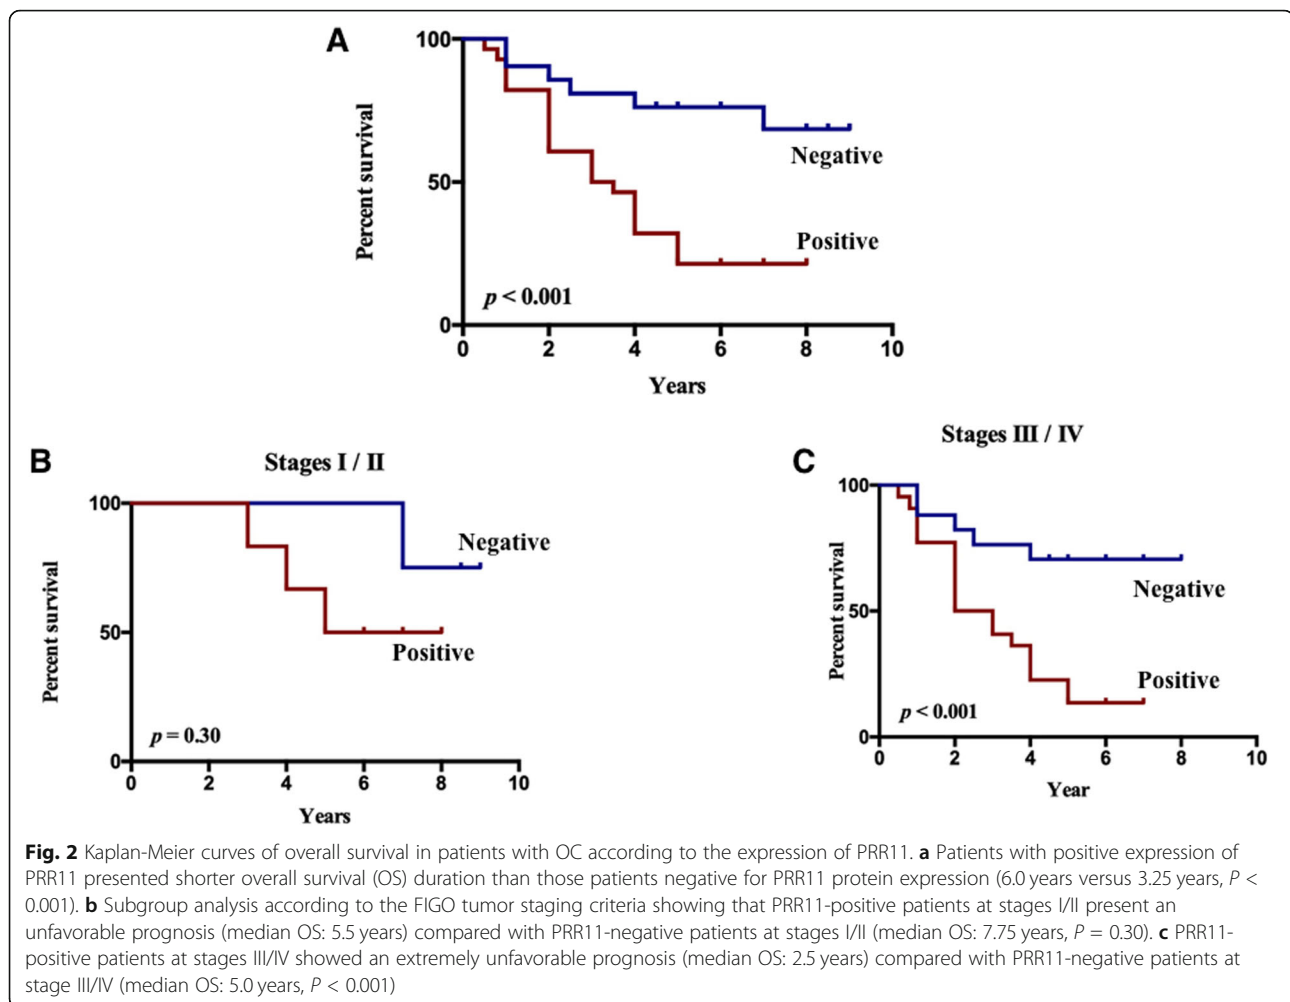 A
100
50
0
Percent survival
Negative
Positive
p < 0.001
0 2 4 6 8 10
Years
B
Stages I / II
100
50
0
Percent survival
Negative
Positive
p = 0.30
0 2 4 6 8 10
Years
C
Stages III / IV
100
50
0
Percent survival
Negative
Positive
p < 0.001
0 2 4 6 8 10
Year
Fig. 2 Kaplan-Meier curves of overall survival in patients with OC according to the expression of PRR11. a Patients with positive expression of
PRR11 presented shorter overall survival (OS) duration than those patients negative for PRR11 protein expression (6.0 years versus 3.25 years, P <
0.001). b Subgroup analysis according to the FIGO tumor staging criteria showing that PRR11-positive patients at stages I/II present an
unfavorable prognosis (median OS: 5.5 years) compared with PRR11-negative patients at stages I/II (median OS: 7.75 years, P = 0.30). c PRR11-
positive patients at stages III/IV showed an extremely unfavorable prognosis (median OS: 2.5 years) compared with PRR11-negative patients at
stage III/IV (median OS: 5.0 years, P < 0.001)